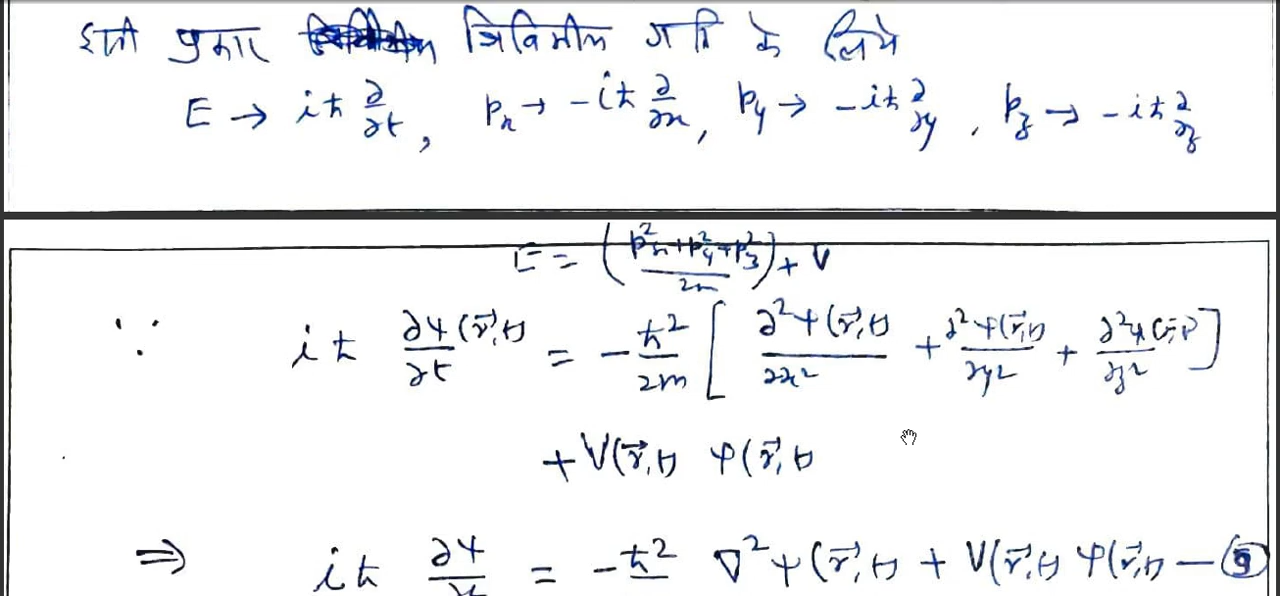 इसी प्रकार त्रिविमीय गति के लिये
E → iℏ ∂/∂t, pₓ → -iℏ ∂/∂x, p_y → -iℏ ∂/∂y, p_z → -iℏ ∂/∂z
E = (pₓ² + p_y² + p_z² / 2m) + V
∵ iℏ ∂ψ(r⃗,t)/∂t = -ℏ²/2m [∂²ψ(r⃗,t)/∂x² + ∂²ψ(r⃗,t)/∂y² + ∂²ψ(r⃗,t)/∂z²]
+ V(r⃗,t) ψ(r⃗,t)
⇒ iℏ ∂ψ/∂t = -ℏ² ∇²ψ(r⃗,t) + V(r⃗,t) ψ(r⃗,t) — ⑨